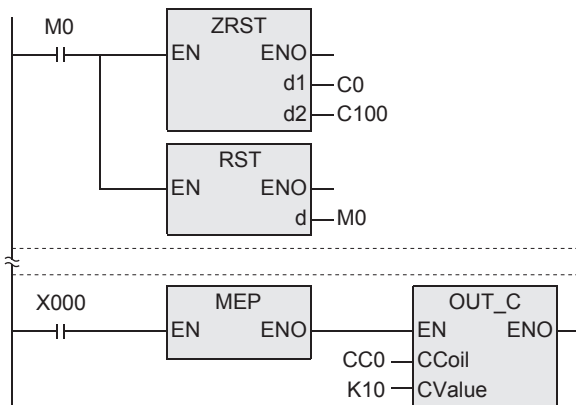 M0
ZRST
EN ENO
d1 C0
d2 C100
RST
EN ENO
d M0
X000
MEP
EN ENO
OUT_C
EN ENO
CC0 CCoil
K10 CValue